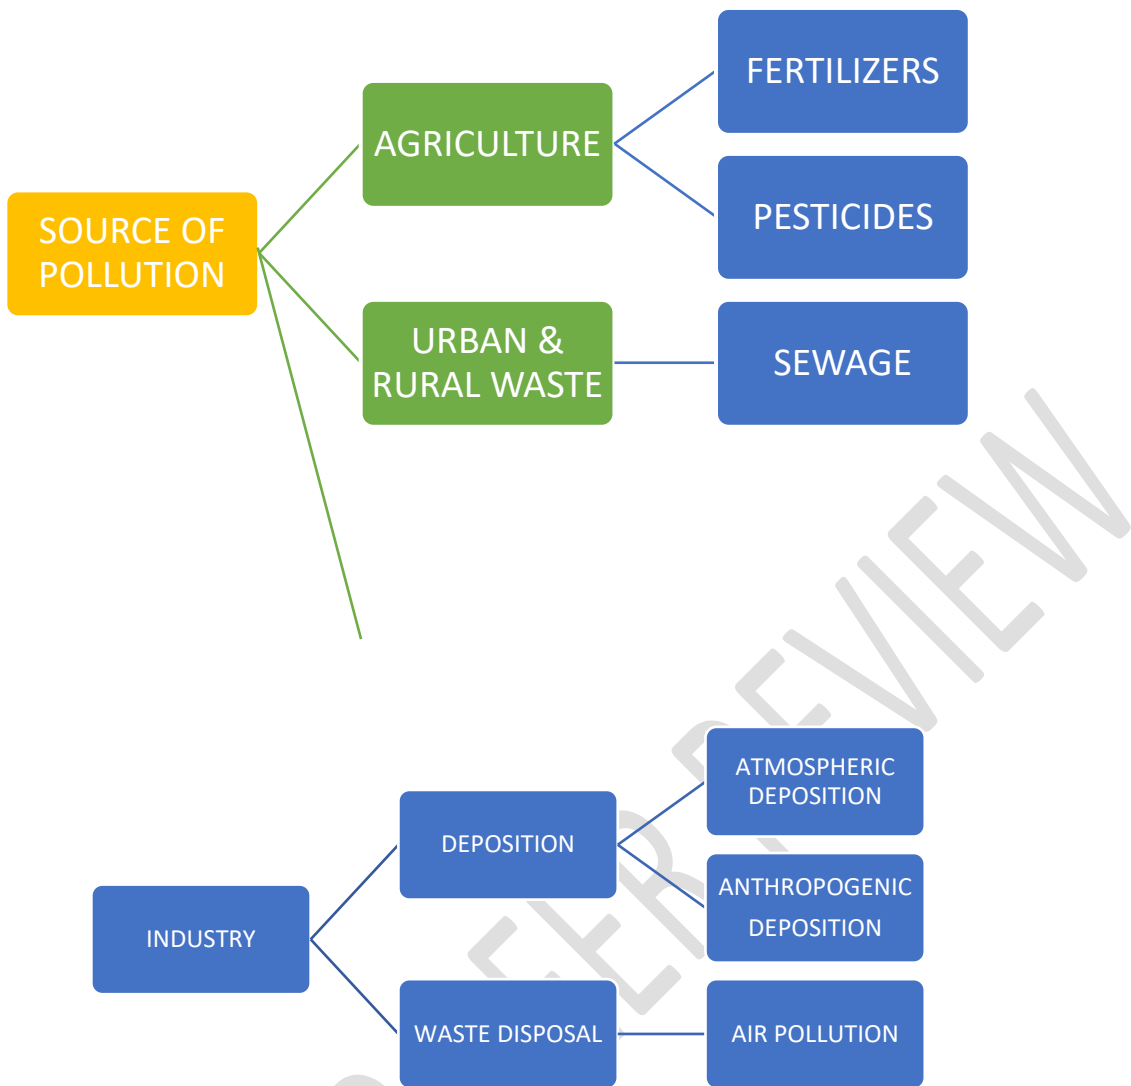 SOURCE OF
POLLUTION
AGRICULTURE
FERTILIZERS
PESTICIDES
URBAN &
RURAL WASTE
SEWAGE
INDUSTRY
DEPOSITION
ATMOSPHERIC
DEPOSITION
ANTHROPOGENIC
DEPOSITION
WASTE DISPOSAL
AIR POLLUTION